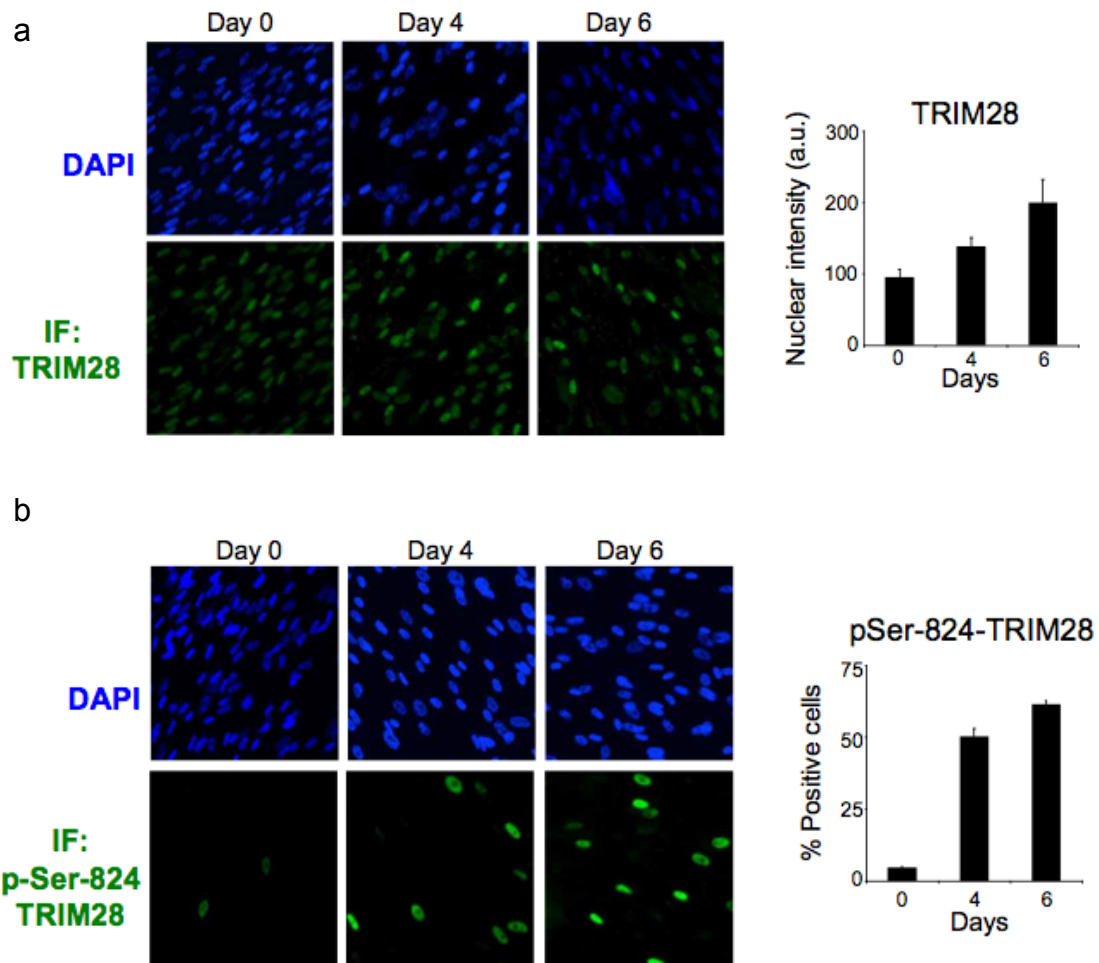 a
Day 0 Day 4 Day 6
DAPI
IF:
TRIM28
TRIM28
Nuclear intensity (a.u.)
300
200
100
0
0 4 6
Days
b
Day 0 Day 4 Day 6
DAPI
IF:
p-Ser-824
TRIM28
pSer-824-TRIM28
% Positive cells
75
50
25
0
0 4 6
Days